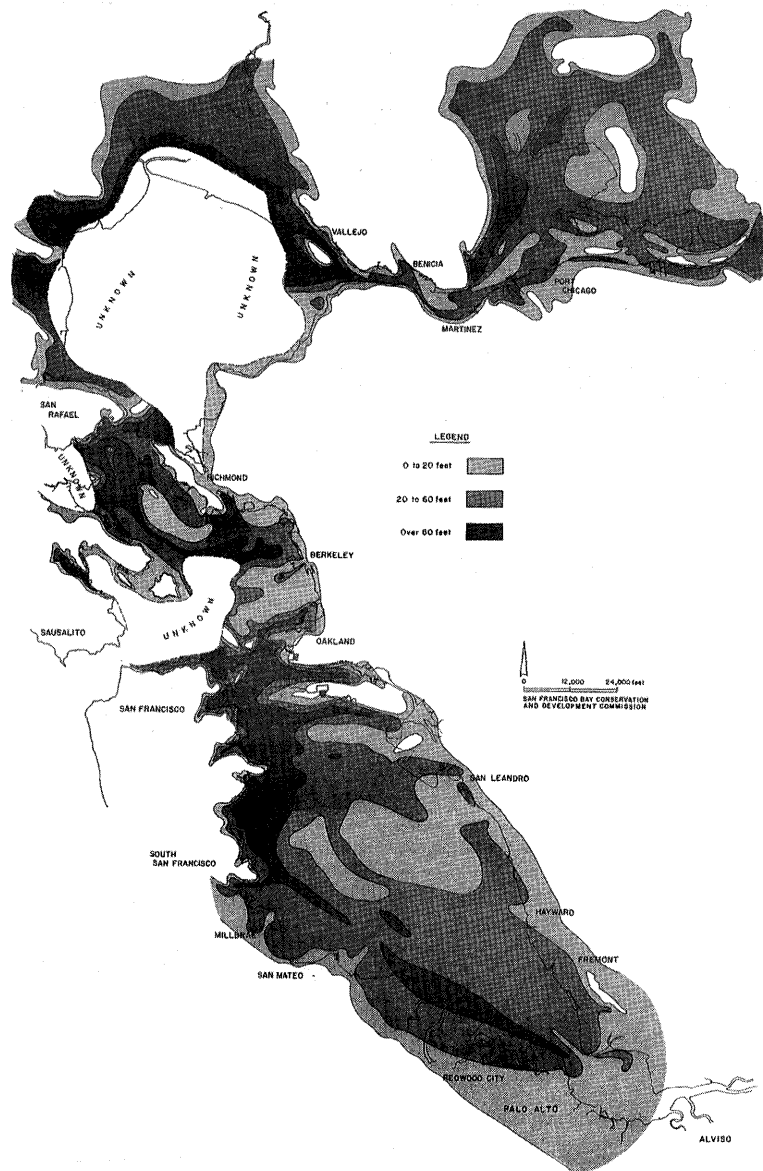 VALLEJO
BENICIA
UNKNOWN
UNKNOWN
PORT
CHICAGO
MARTINEZ
SAN
RAFAEL
UNKNOWN
RICHMOND
LEGEND
0 to 20 feet
20 to 60 feet
Over 60 feet
BERKELEY
UNKNOWN
SAUSALITO
OAKLAND
0 12,000 24,000 feet
SAN FRANCISCO BAY CONSERVATION
AND DEVELOPMENT COMMISSION
SAN FRANCISCO
SAN LEANDRO
SOUTH
SAN FRANCISCO
HAYWARD
MILLBRAE
FREMONT
SAN MATEO
REDWOOD CITY
PALO ALTO
ALVISO